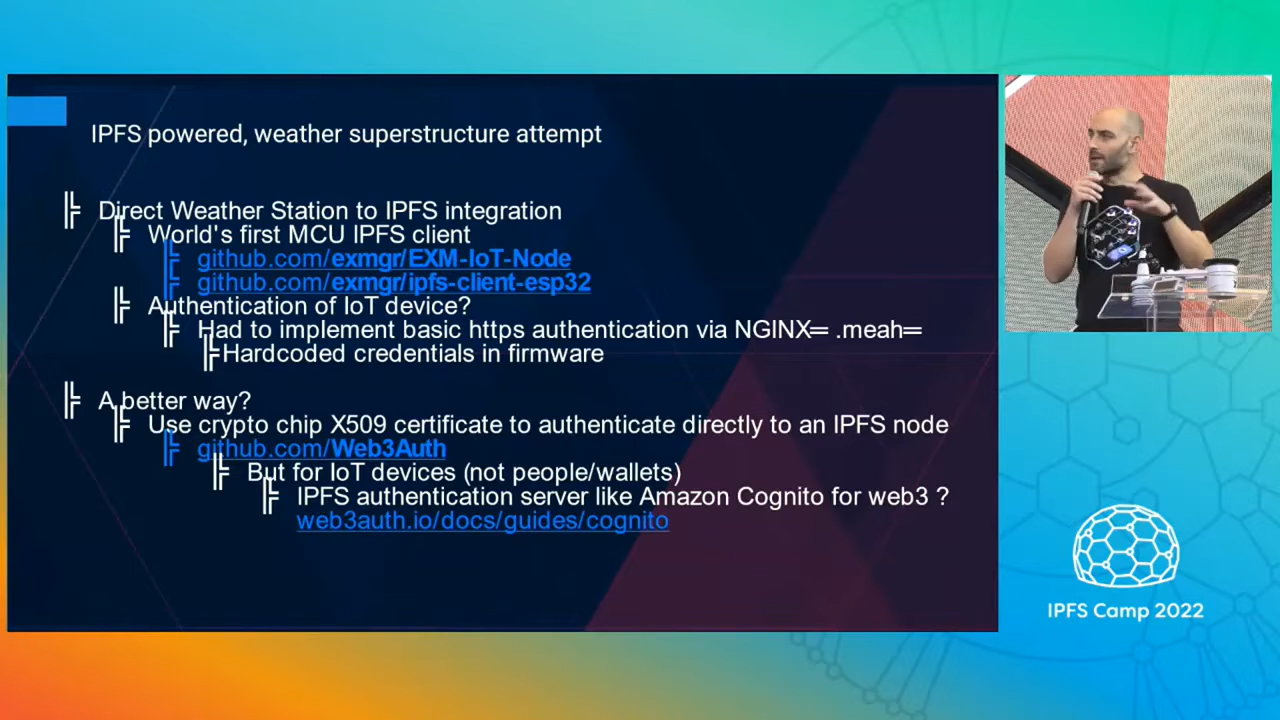 IPFS powered, weather superstructure attempt
╠ Direct Weather Station to IPFS integration
╠ World's first MCU IPFS client
╠ github.com/exmgr/EXM-IoT-Node
╠ github.com/exmgr/ipfs-client-esp32
╠ Authentication of IoT device?
╠ Had to implement basic https authentication via NGINX═ .meah═
╠ Hardcoded credentials in firmware
╠ A better way?
╠ Use crypto chip X509 certificate to authenticate directly to an IPFS node
╠ github.com/Web3Auth
╠ But for IoT devices (not people/wallets)
╠ IPFS authentication server like Amazon Cognito for web3 ?
web3auth.io/docs/guides/cognito
IPFS Camp 2022